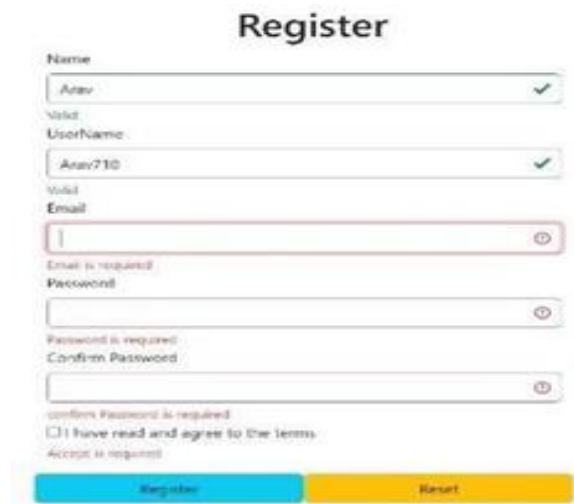 Register
Name
Arav
Valid
UserName
Arav710
Valid
Email
Email is required
Password
Password is required
Confirm Password
confirm Password is required
I have read and agree to the terms
Accept is required
Register Reset